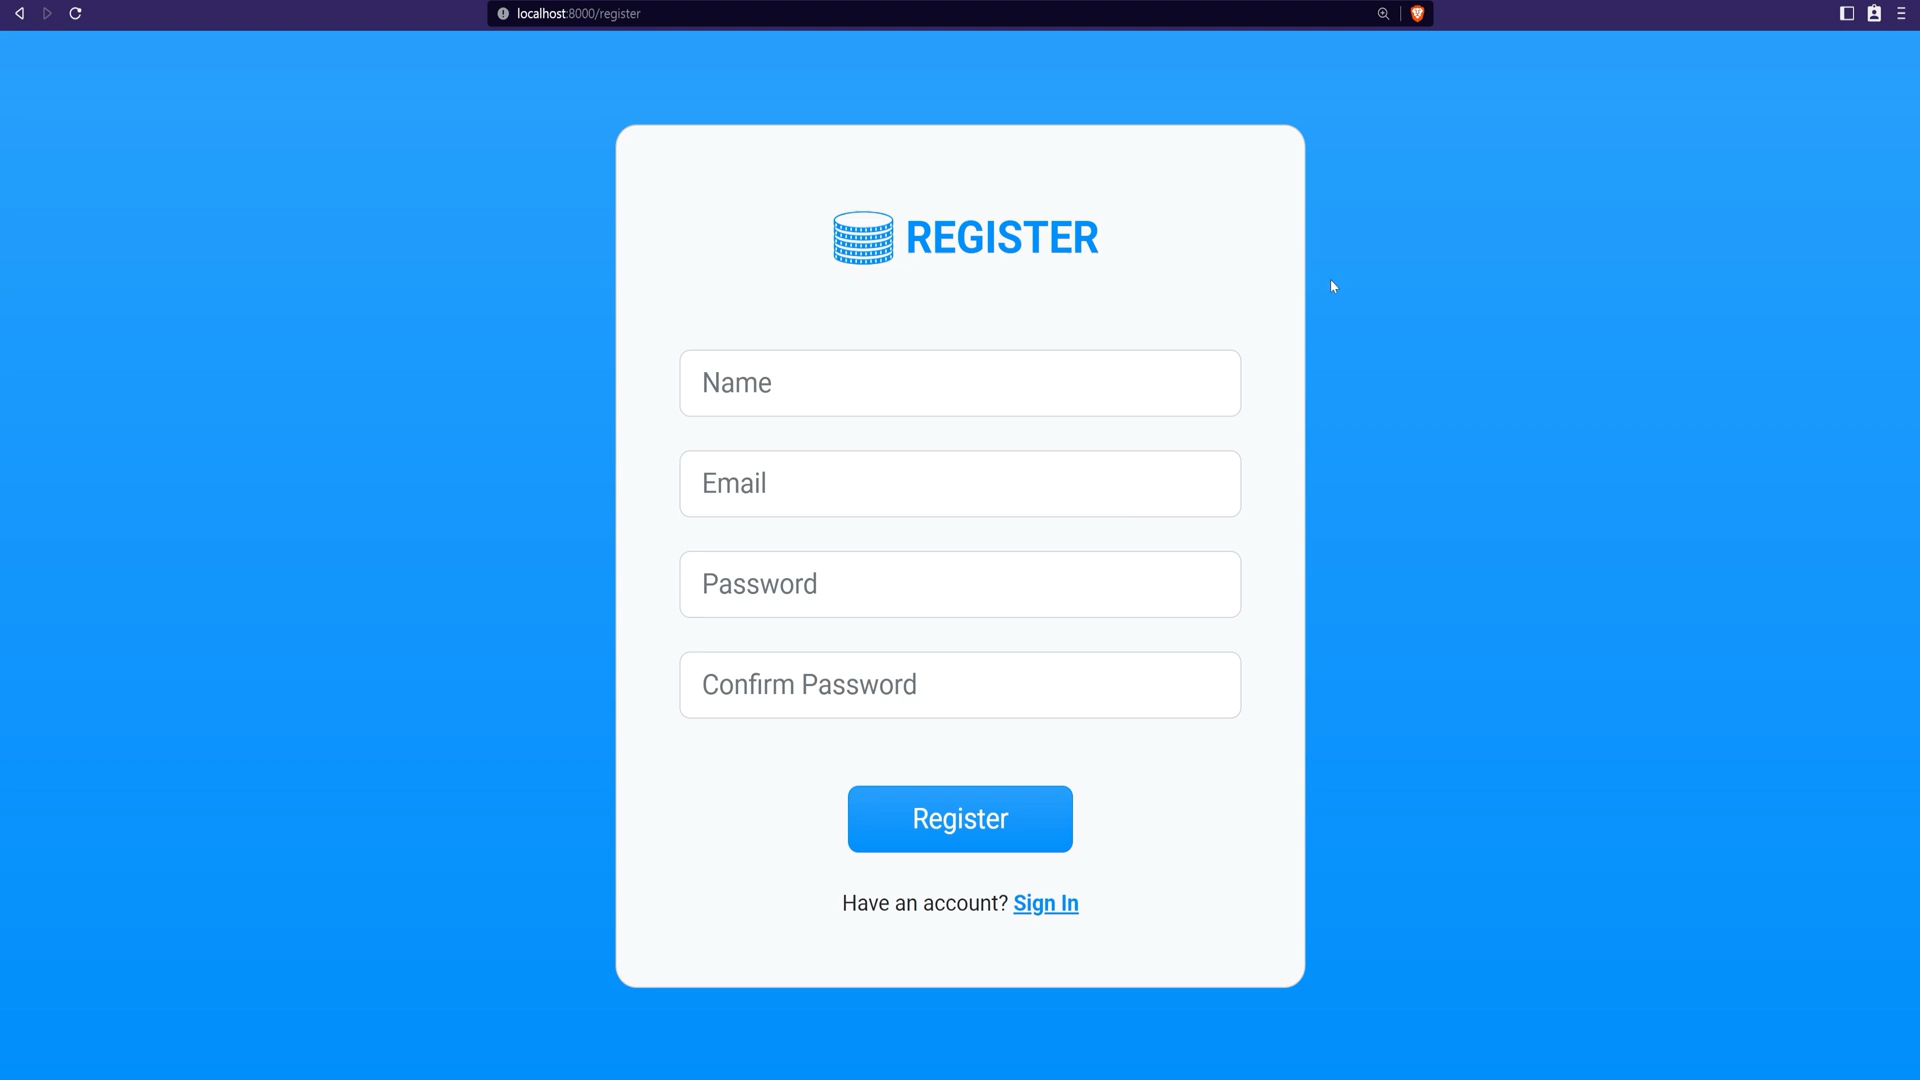 localhost:8000/register
REGISTER
Name
Email
Password
Confirm Password
Register
Have an account? Sign In